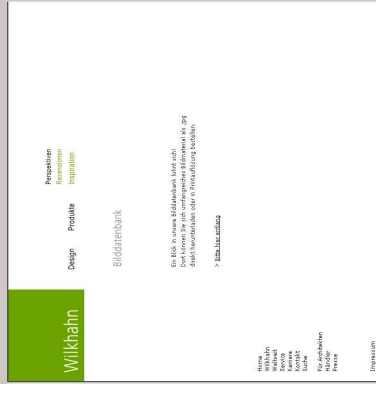 Wilkhahn
Design
Produkte
Perspektiven
Rezensionen
Inspiration
Bilddatenbank
Ein Blick in unsere Bilddatenbank lohnt sich!
Dort können Sie sich umfangreiches Bildmaterial als .jpg
direkt herunterladen oder in Printauflösung bestellen.
> bitte hier entlang
Home
Wilkhahn
Weltweit
Service
Karriere
Kontakt
Suche
Für Architekten
Händler
Presse
Impressum